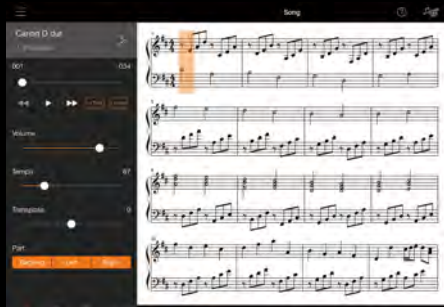 Song
Canon D dur
001 034
Volume
Tempo 67
Transpose 0
Part
Backing Left Right